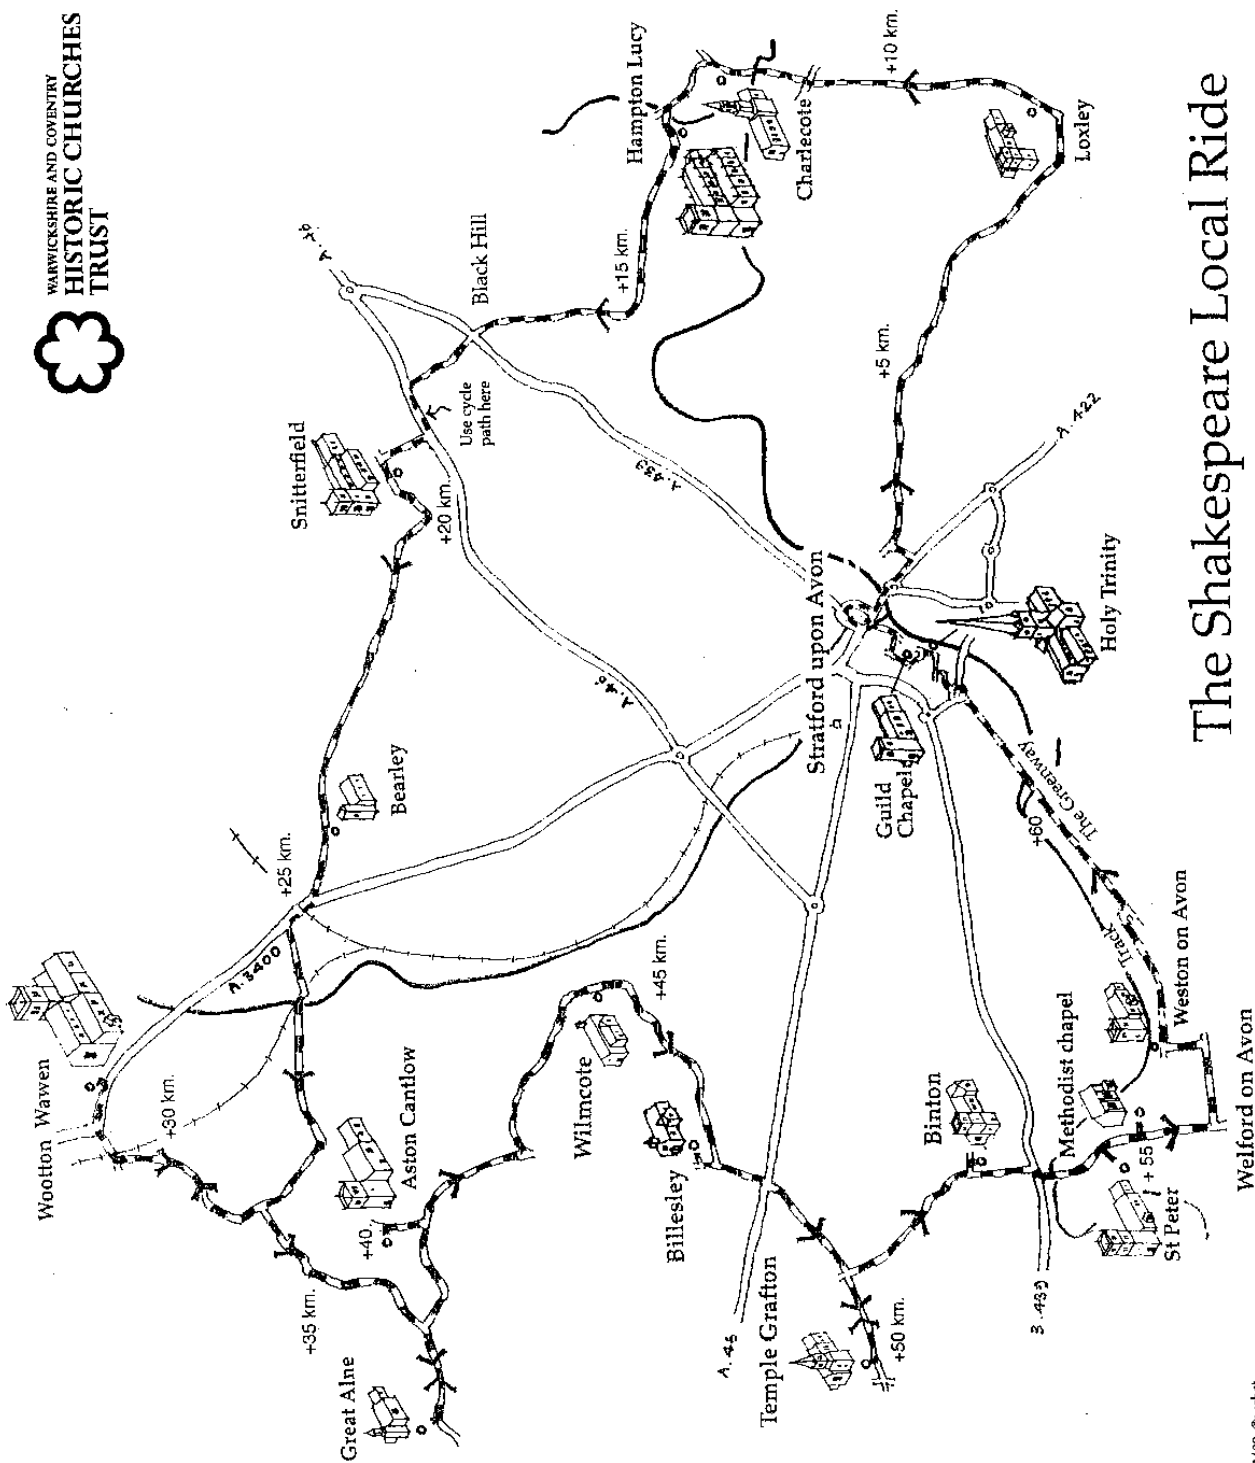 WARWICKSHIRE AND COVENTRY
HISTORIC CHURCHES
TRUST
The Shakespeare Local Ride
Wootton Wawen
+30 km.
A.3400
+25 km.
Bearley
Snitterfield
+20 km.
Use cycle
path here
A.46
Black Hill
+15 km.
Hampton Lucy
Charlecote
+10 km.
Loxley
+5 km.
A.422
A.439
A.46
Stratford upon Avon
Holy Trinity
Guild
Chapel
The Greenway
+60
Track
Weston on Avon
Welford on Avon
Methodist chapel
+55
St Peter
B.439
Binton
+50 km.
Temple Grafton
A.46
Billesley
Wilmcote
+45 km.
Aston Cantlow
+40
+35 km.
Great Alne